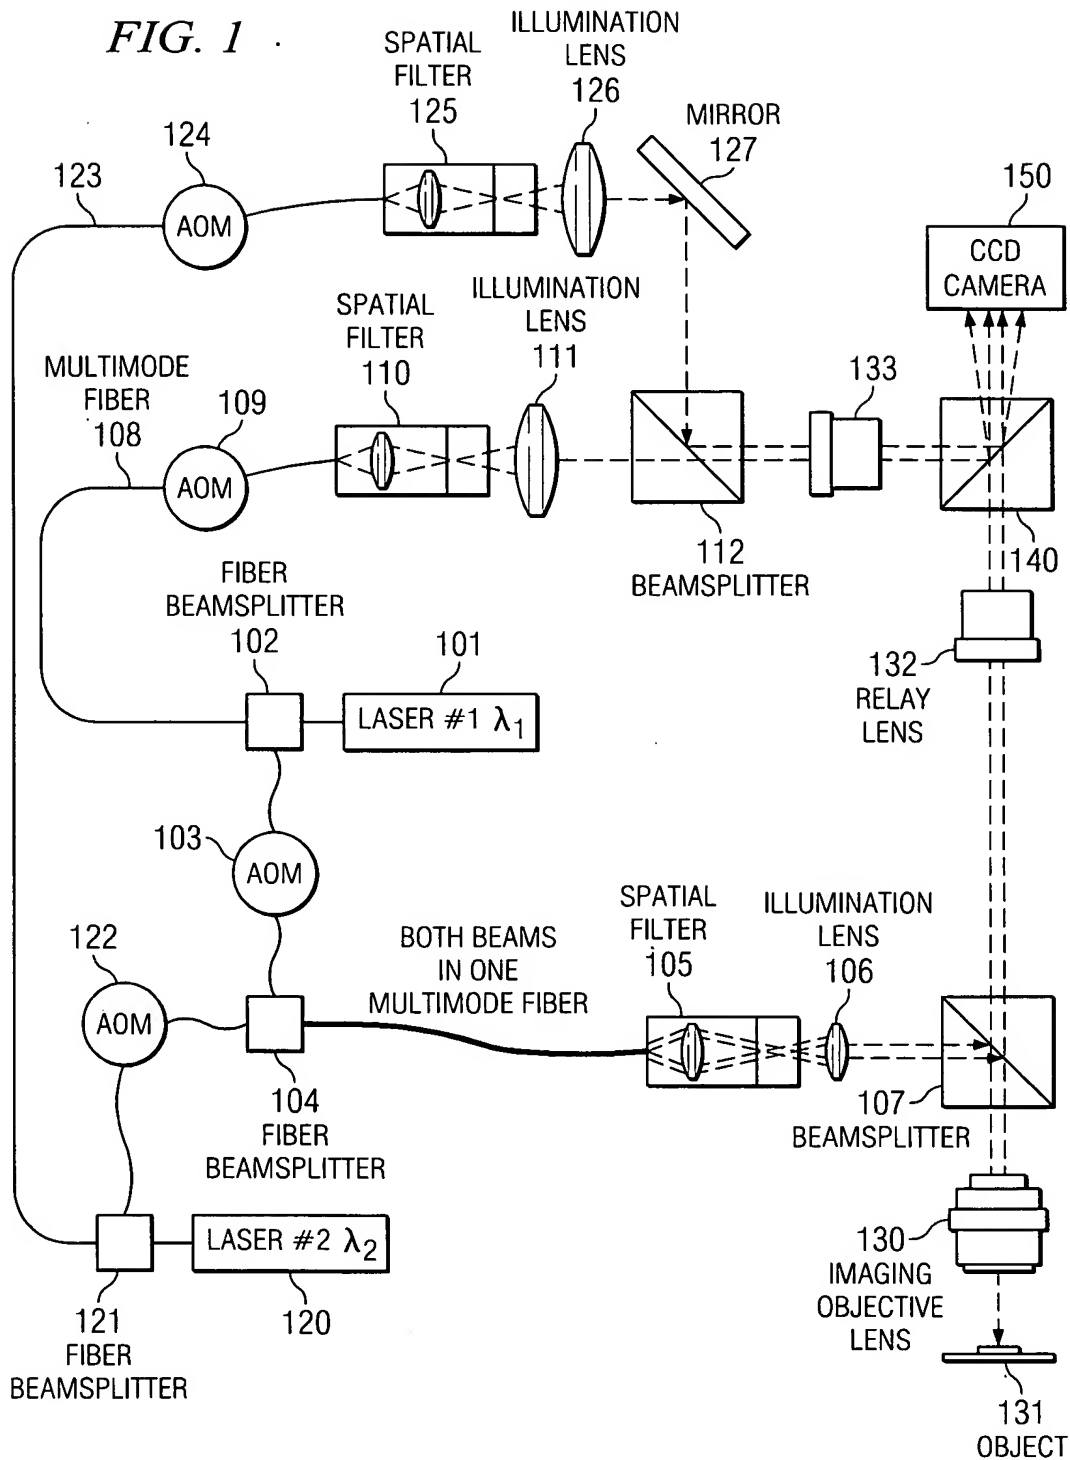 FIG. 1
SPATIAL
FILTER
125
ILLUMINATION
LENS
126
MIRROR
127
124
123
AOM
150
CCD
CAMERA
ILLUMINATION
LENS
111
SPATIAL
FILTER
110
MULTIMODE
FIBER
108
109
AOM
133
112
BEAMSPLITTER
140
FIBER
BEAMSPLITTER
102
101
LASER #1 λ1
132
RELAY
LENS
103
AOM
122
AOM
BOTH BEAMS
IN ONE
MULTIMODE FIBER
SPATIAL
FILTER
105
ILLUMINATION
LENS
106
104
FIBER
BEAMSPLITTER
107
BEAMSPLITTER
LASER #2 λ2
120
121
FIBER
BEAMSPLITTER
130
IMAGING
OBJECTIVE
LENS
131
OBJECT